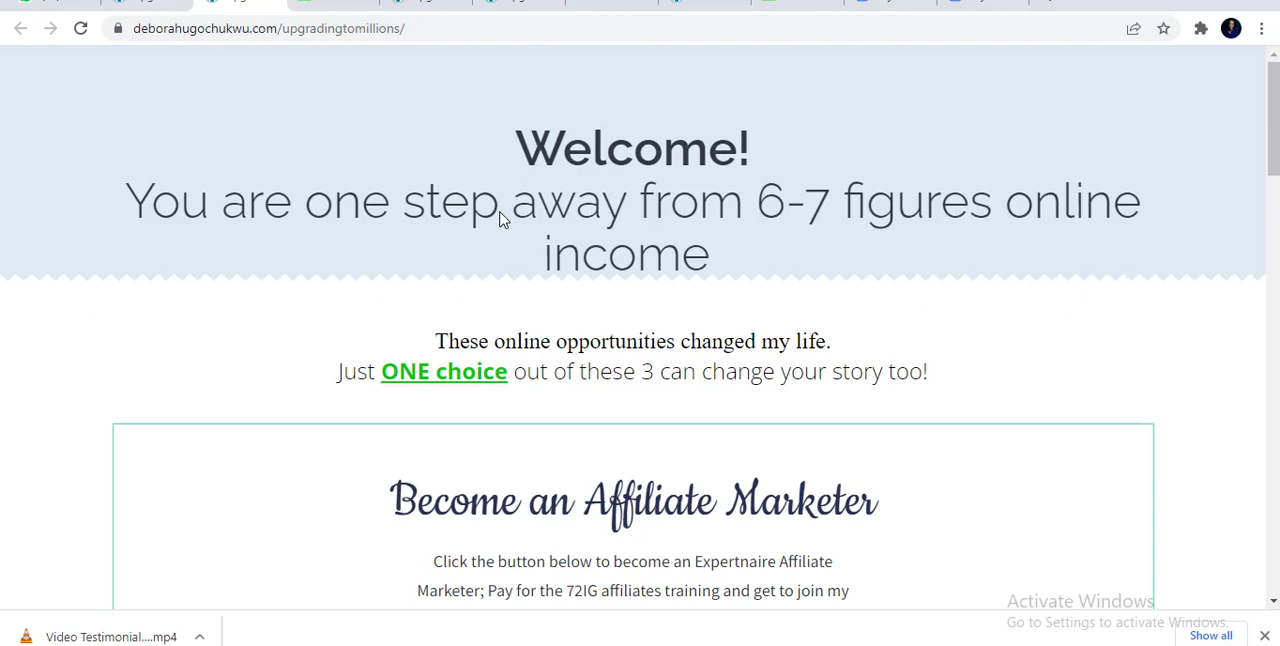 deborahugochukwu.com/upgradingtomillions/
Welcome!
You are one step away from 6-7 figures online
income
These online opportunities changed my life.
Just ONE choice out of these 3 can change your story too!
Become an Affiliate Marketer
Click the button below to become an Expertnaire Affiliate
Marketer; Pay for the 72IG affiliates training and get to join my
Activate Windows
Go to Settings to activate Windows.
Video Testimonial....mp4
Show all